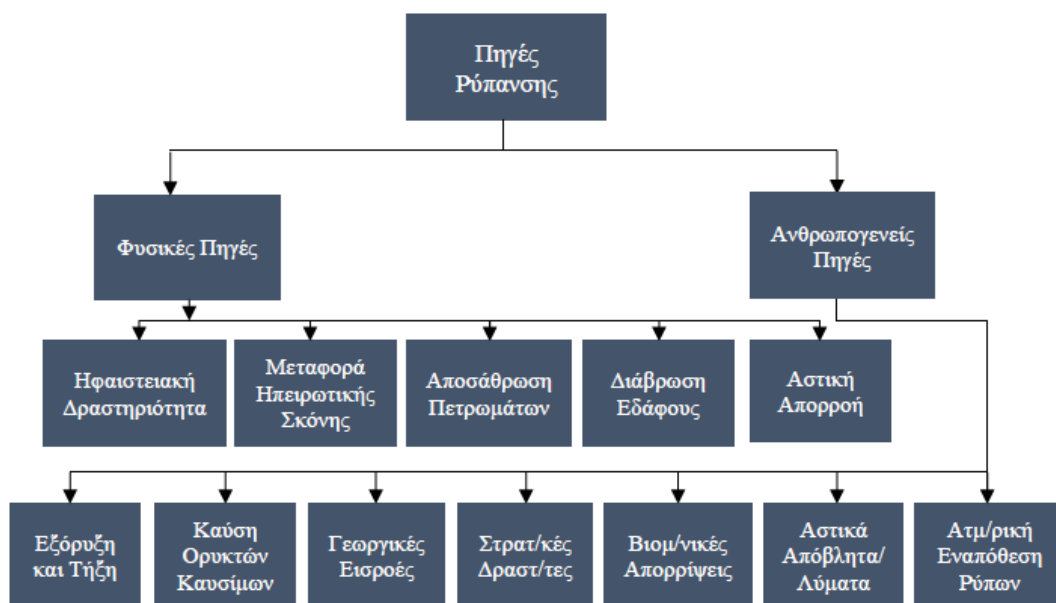 Πηγές
Ρύπανσης
Φυσικές Πηγές
Ανθρωπογενείς
Πηγές
Ηφαιστειακή
Δραστηριότητα
Μεταφορά
Ηπειρωτικής
Σκόνης
Αποσάθρωση
Πετρωμάτων
Διάβρωση
Εδάφους
Αστική
Απορροή
Εξόρυξη
και Τήξη
Καύση
Ορυκτών
Καυσίμων
Γεωργικές
Εισροές
Στρατ/κές
Δραστ/τες
Βιομ/νικές
Απορρίψεις
Αστικά
Απόβλητα/
Λύματα
Ατμ/ρική
Εναπόθεση
Ρύπων